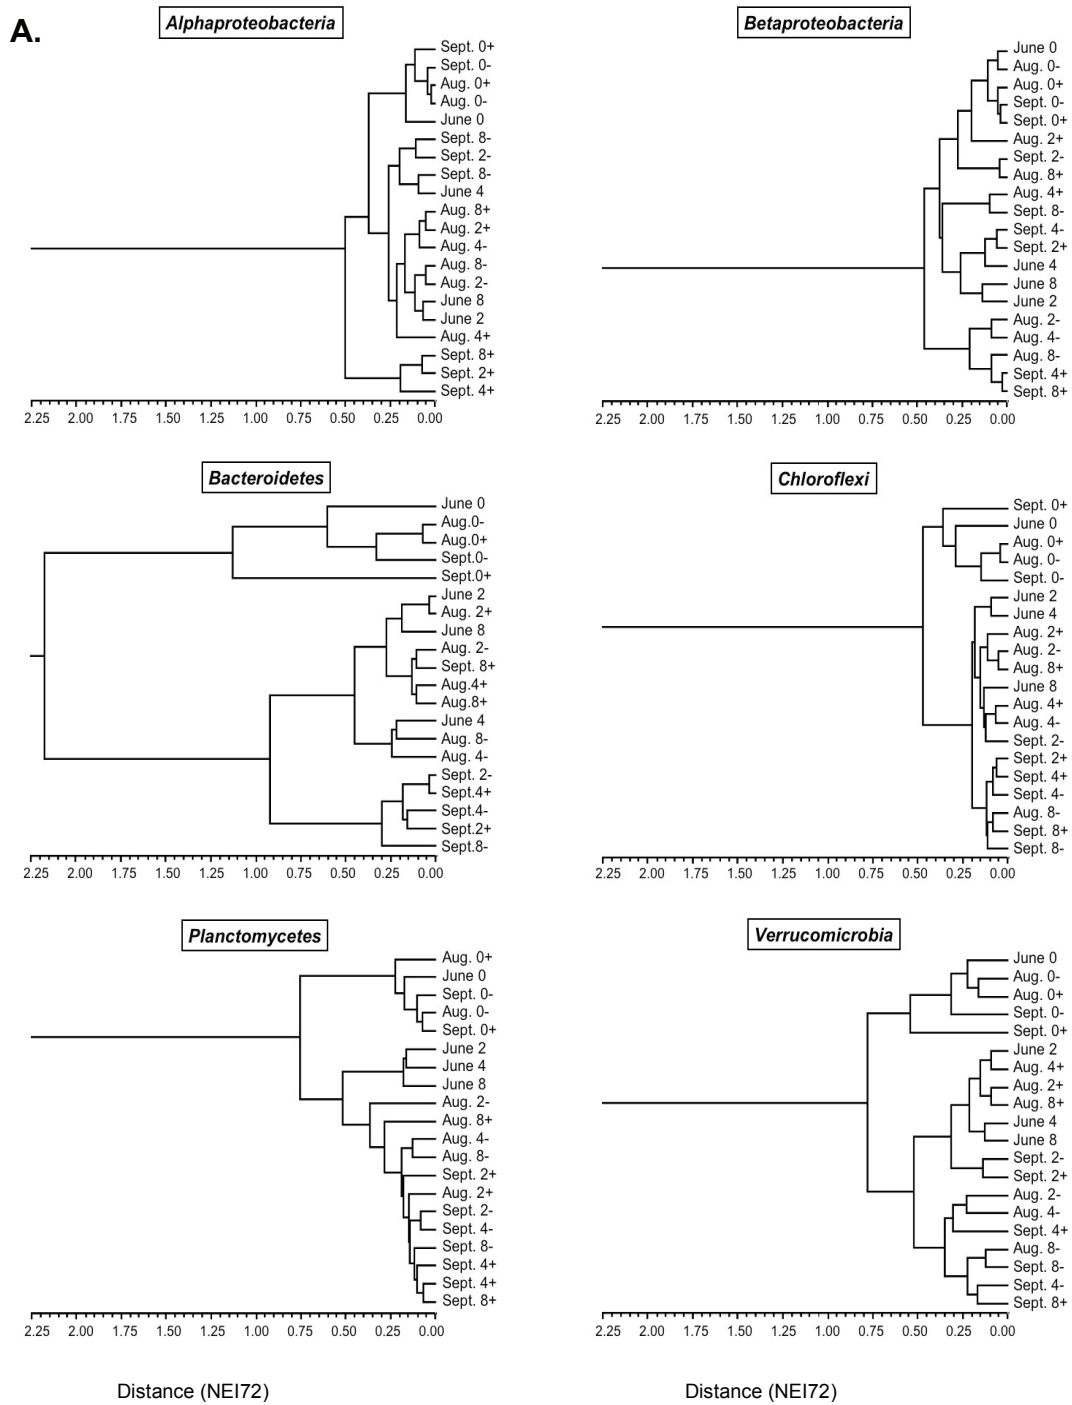 A.
Alphaproteobacteria
Sept. 0+
Sept. 0-
Aug. 0+
Aug. 0-
June 0
Sept. 8-
Sept. 2-
Sept. 8-
June 4
Aug. 8+
Aug. 2+
Aug. 4-
Aug. 8-
Aug. 2-
June 8
June 2
Aug. 4+
Sept. 8+
Sept. 2+
Sept. 4+
2.25 2.00 1.75 1.25 1.00 0.75 0.50 0.25 0.00
Betaproteobacteria
June 0
Aug. 0-
Aug. 0+
Sept. 0-
Sept. 0+
Aug. 2+
Sept. 2-
Aug. 8+
Aug. 4+
Sept. 8-
Sept. 4-
Sept. 2+
June 4
June 8
June 2
Aug. 2-
Aug. 4-
Aug. 8-
Sept. 4+
Sept. 8+
2.25 2.00 1.75 1.50 1.25 1.00 0.75 0.50 0.25 0.00
Bacteroidetes
June 0
Aug.0-
Aug.0+
Sept.0-
Sept.0+
June 2
Aug. 2+
June 8
Aug. 2-
Sept. 8+
Aug.4+
Aug.8+
June 4
Aug. 8-
Aug. 4-
Sept. 2-
Sept.4+
Sept.4-
Sept.2+
Sept.8-
2.25 2.00 1.75 1.25 1.00 0.75 0.50 0.25 0.00
Chloroflexi
Sept. 0+
June 0
Aug. 0+
Aug. 0-
Sept. 0-
June 2
June 4
Aug. 2+
Aug. 2-
Aug. 8+
June 8
Aug. 4+
Aug. 4-
Sept. 2-
Sept. 2+
Sept. 4+
Sept. 4-
Aug. 8-
Sept. 8+
Sept. 8-
2.25 2.00 1.75 1.50 1.25 1.00 0.75 0.50 0.25 0.00
Planctomycetes
Aug. 0+
June 0
Sept. 0-
Aug. 0-
Sept. 0+
June 2
June 4
June 8
Aug. 2-
Aug. 8+
Aug. 4-
Aug. 8-
Sept. 2+
Aug. 2+
Sept. 2-
Sept. 4-
Sept. 8-
Sept. 4+
Sept. 4+
Sept. 8+
2.25 2.00 1.75 1.25 1.00 0.75 0.50 0.25 0.00
Verrucomicrobia
June 0
Aug. 0-
Aug. 0+
Sept. 0-
Sept. 0+
June 2
Aug. 4+
Aug. 2+
Aug. 8+
June 4
June 8
Sept. 2-
Sept. 2+
Aug. 2-
Aug. 4-
Sept. 4+
Aug. 8-
Sept. 8-
Sept. 4-
Sept. 8+
2.25 2.00 1.75 1.50 1.25 1.00 0.75 0.50 0.25 0.00
Distance (NEI72)
Distance (NEI72)